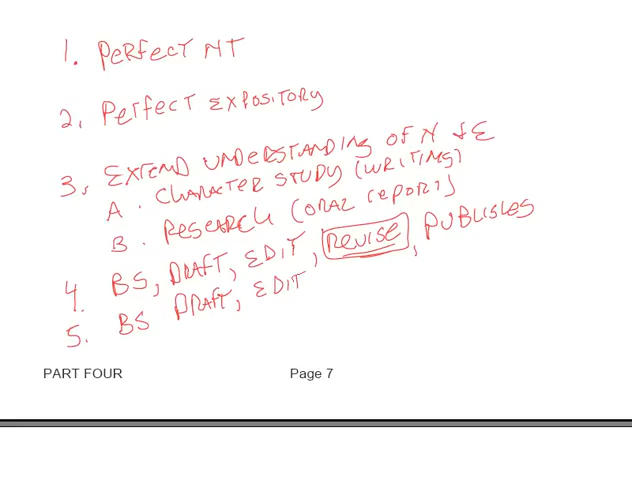 1. PERFECT NT
2. PERFECT EXPOSITORY
3. EXTEND UNDERSTANDING OF N & E
A. CHARACTER STUDY (WRITING)
B. RESEARCH (ORAL REPORT)
4. BS, DRAFT, EDIT, REVISE, PUBLISHES
5. BS DRAFT, EDIT
PART FOUR Page 7